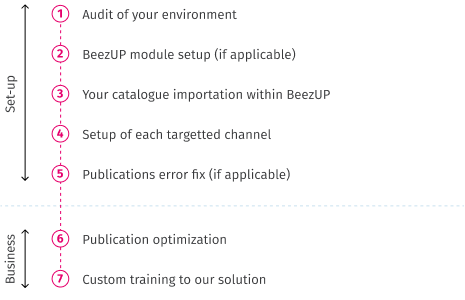 Set-up
1 Audit of your environment
2 BeezUP module setup (if applicable)
3 Your catalogue importation within BeezUP
4 Setup of each targetted channel
5 Publications error fix (if applicable)
Business
6 Publication optimization
7 Custom training to our solution